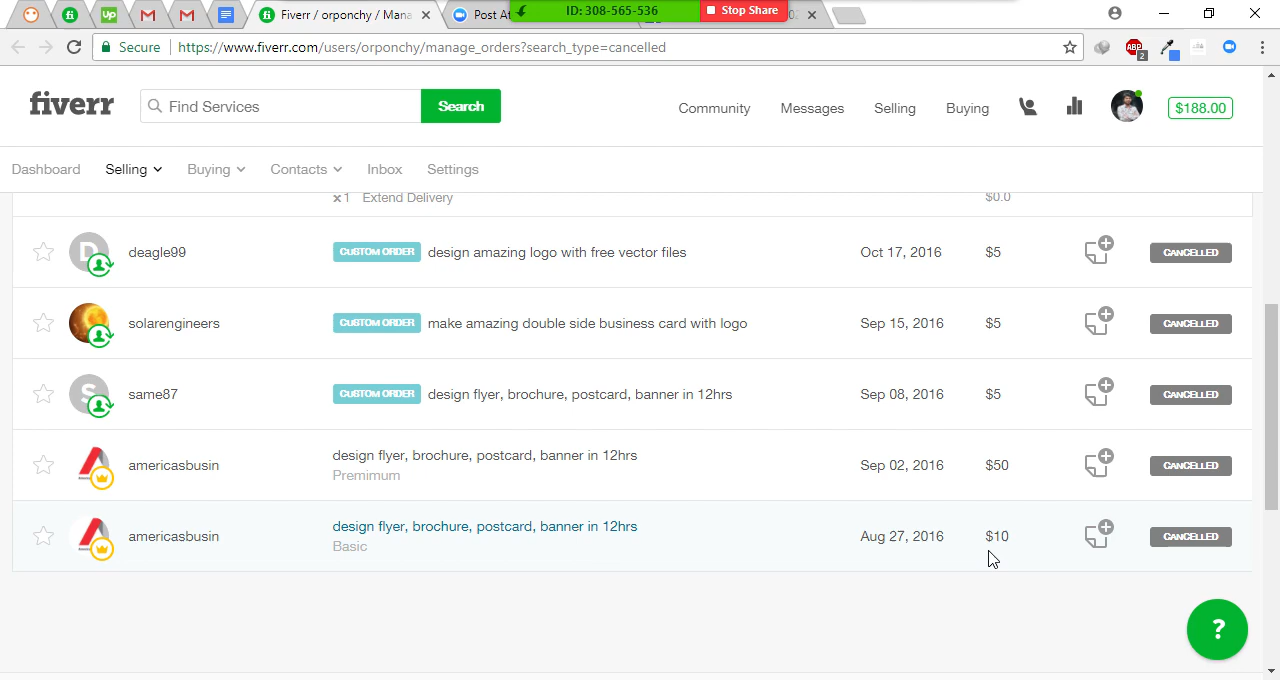 Fiverr / orponchy / Mana
Post At
ID: 308-565-536
Stop Share
Secure
https://www.fiverr.com/users/orponchy/manage_orders?search_type=cancelled
ABP
2
fiverr
Find Services
Search
Community
Messages
Selling
Buying
$188.00
Dashboard
Selling
Buying
Contacts
Inbox
Settings
x 1 Extend Delivery
$0.0
D
deagle99
CUSTOM ORDER
design amazing logo with free vector files
Oct 17, 2016
$5
CANCELLED
solarengineers
CUSTOM ORDER
make amazing double side business card with logo
Sep 15, 2016
$5
CANCELLED
S
same87
CUSTOM ORDER
design flyer, brochure, postcard, banner in 12hrs
Sep 08, 2016
$5
CANCELLED
americasbusin
design flyer, brochure, postcard, banner in 12hrs
Premimum
Sep 02, 2016
$50
CANCELLED
americasbusin
design flyer, brochure, postcard, banner in 12hrs
Basic
Aug 27, 2016
$10
CANCELLED
?